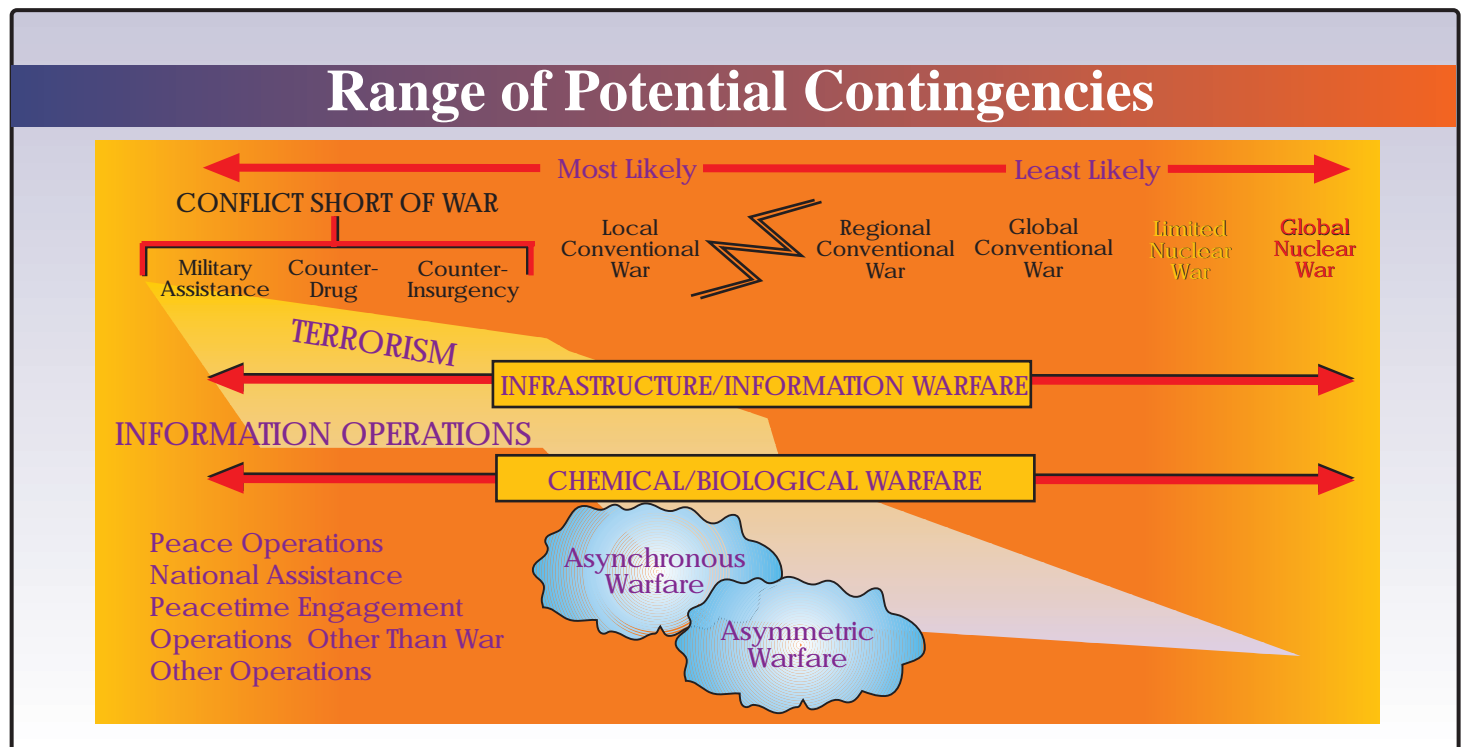 Range of Potential Contingencies
Most Likely
Least Likely
CONFLICT SHORT OF WAR
Military
Assistance
Counter-
Drug
Counter-
Insurgency
Local
Conventional
War
Regional
Conventional
War
Global
Conventional
War
Limited
Nuclear
War
Global
Nuclear
War
TERRORISM
INFRASTRUCTURE/INFORMATION WARFARE
INFORMATION OPERATIONS
CHEMICAL/BIOLOGICAL WARFARE
Peace Operations
National Assistance
Peacetime Engagement
Operations Other Than War
Other Operations
Asynchronous
Warfare
Asymmetric
Warfare